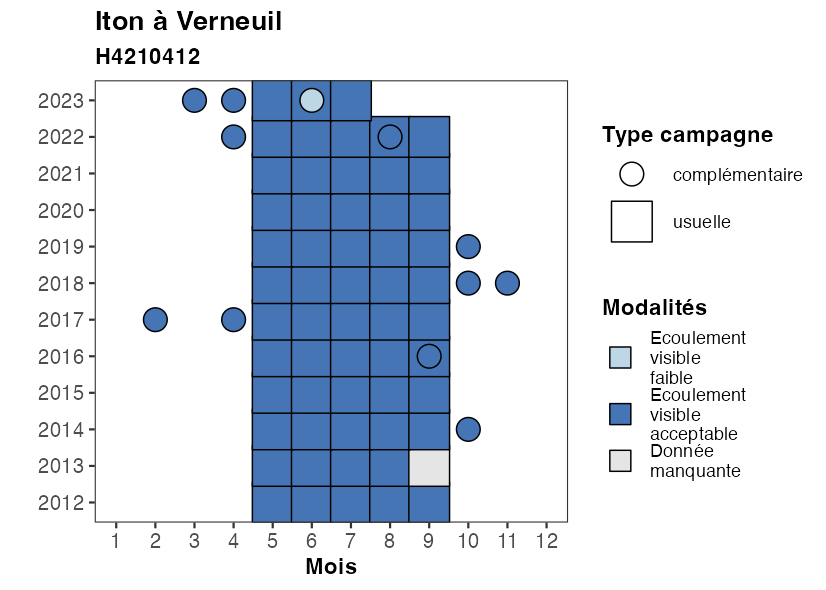 Iton à Verneuil
H4210412
2023
2022
2021
2020
2019
2018
2017
2016
2015
2014
2013
2012
1 2 3 4 5 6 7 8 9 10 11 12
Mois
Type campagne
complémentaire
usuelle
Modalités
Ecoulement
visible
faible
Ecoulement
visible
acceptable
Donnée
manquante